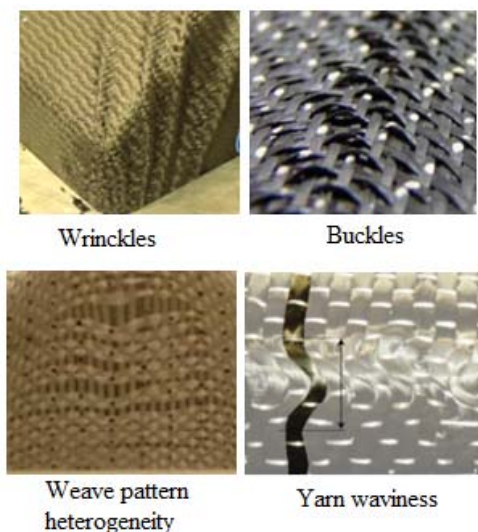 Wrinckles
Buckles
Weave pattern
heterogeneity
Yarn waviness